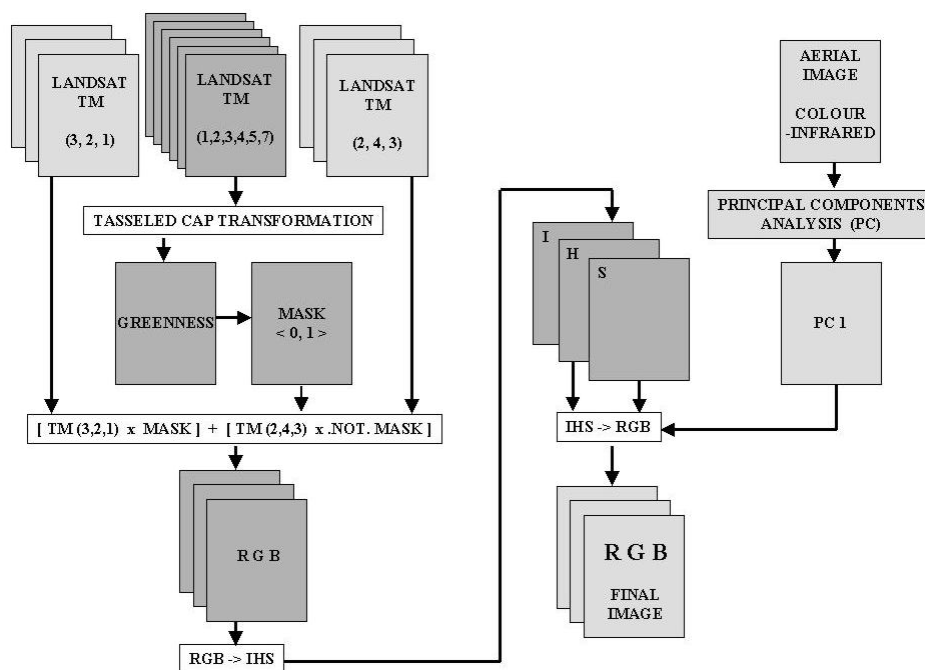 LANDSAT
TM
(3, 2, 1)
LANDSAT
TM
(1,2,3,4,5,7)
LANDSAT
TM
(2, 4, 3)
TASSELED CAP TRANSFORMATION
GREENNESS
MASK
< 0, 1 >
[ TM (3,2,1) x MASK ] + [ TM (2,4,3) x .NOT. MASK ]
R G B
RGB -> IHS
I
H
S
AERIAL
IMAGE
COLOUR
-INFRARED
PRINCIPAL COMPONENTS
ANALYSIS (PC)
PC 1
IHS -> RGB
R G B
FINAL
IMAGE